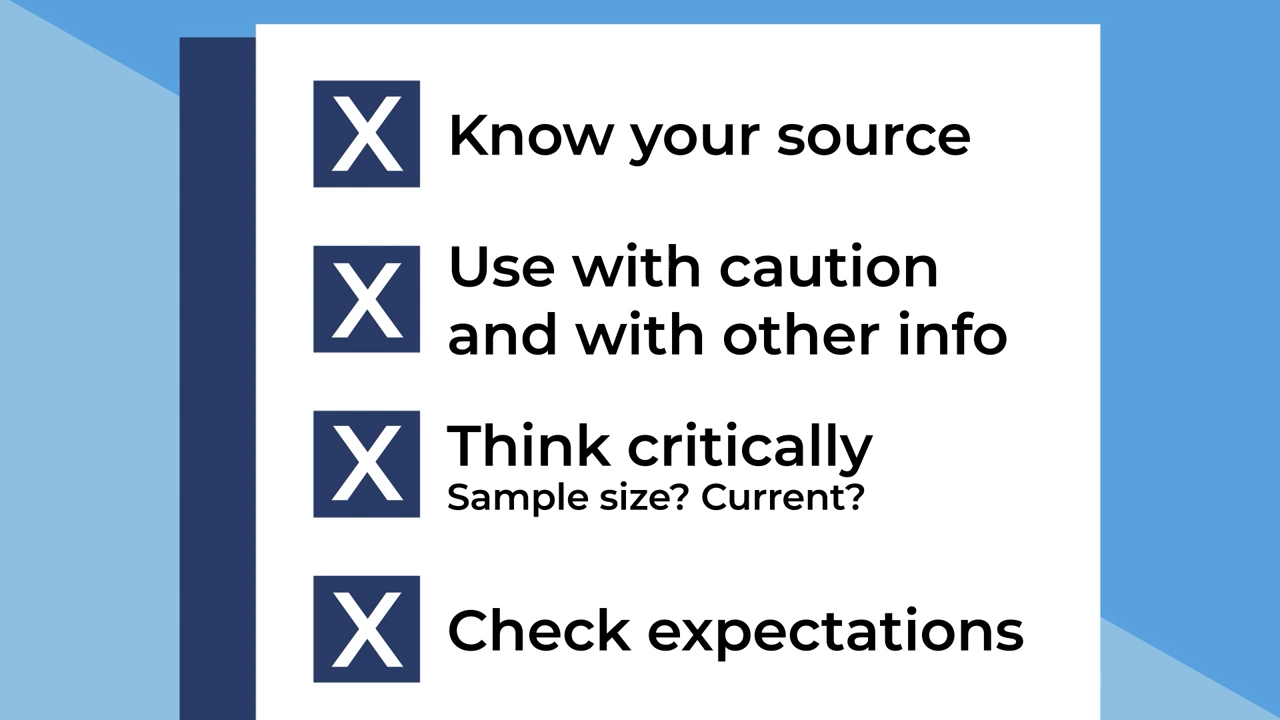 X Know your source
X Use with caution
and with other info
X Think critically
Sample size? Current?
X Check expectations